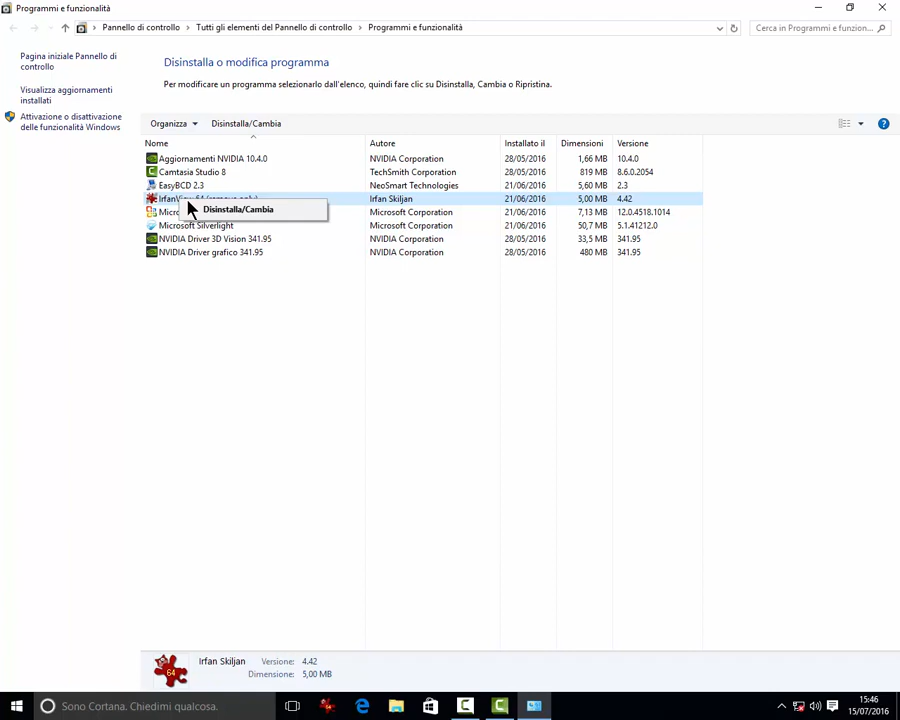 Programmi e funzionalità
Pannello di controllo > Tutti gli elementi del Pannello di controllo > Programmi e funzionalità
Cerca in Programmi e funzion...
Pagina iniziale Pannello di
controllo
Visualizza aggiornamenti
installati
Attivazione o disattivazione
delle funzionalità Windows
Disinstalla o modifica programma
Per modificare un programma selezionarlo dall'elenco, quindi fare clic su Disinstalla, Cambia o Ripristina.
Organizza Disinstalla/Cambia
Nome Autore Installato il Dimensioni Versione
Aggiornamenti NVIDIA 10.4.0 NVIDIA Corporation 28/05/2016 1,66 MB 10.4.0
Camtasia Studio 8 TechSmith Corporation 28/05/2016 819 MB 8.6.0.2054
EasyBCD 2.3 NeoSmart Technologies 21/06/2016 5,60 MB 2.3
IrfanView 64 (remove only) Irfan Skiljan 21/06/2016 5,00 MB 4.42
Disinstalla/Cambia
Micro Microsoft Corporation 21/06/2016 7,13 MB 12.0.4518.1014
Microsoft Silverlight Microsoft Corporation 21/06/2016 50,7 MB 5.1.41212.0
NVIDIA Driver 3D Vision 341.95 NVIDIA Corporation 28/05/2016 33,5 MB 341.95
NVIDIA Driver grafico 341.95 NVIDIA Corporation 28/05/2016 480 MB 341.95
64
Irfan Skiljan Versione: 4.42
Dimensione: 5,00 MB
Sono Cortana. Chiedimi qualcosa.
15:46
15/07/2016